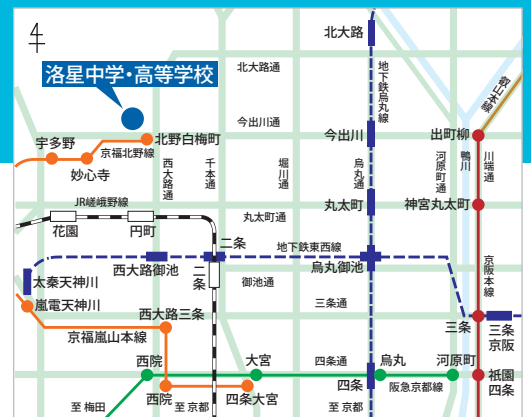 北大路
洛星中学・高等学校
北大路通
地下鉄烏丸線
叡山本線
今出川通
宇多野
北野白梅町
今出川
出町柳
京福北野線
妙心寺
西大路通
千本通
堀川通
烏丸通
河原町通
鴨川
川端通
JR嵯峨野線
丸太町通
丸太町
神宮丸太町
花園
円町
二条
地下鉄東西線
西大路御池
烏丸御池
京阪本線
太秦天神川
二条
御池通
嵐電天神川
西大路三条
三条通
三条
三条京阪
京福嵐山本線
西院
大宮
四条通
烏丸
河原町
祇園四条
四条
阪急京都線
西院
四条大宮
至 梅田
至 京都
至 京都